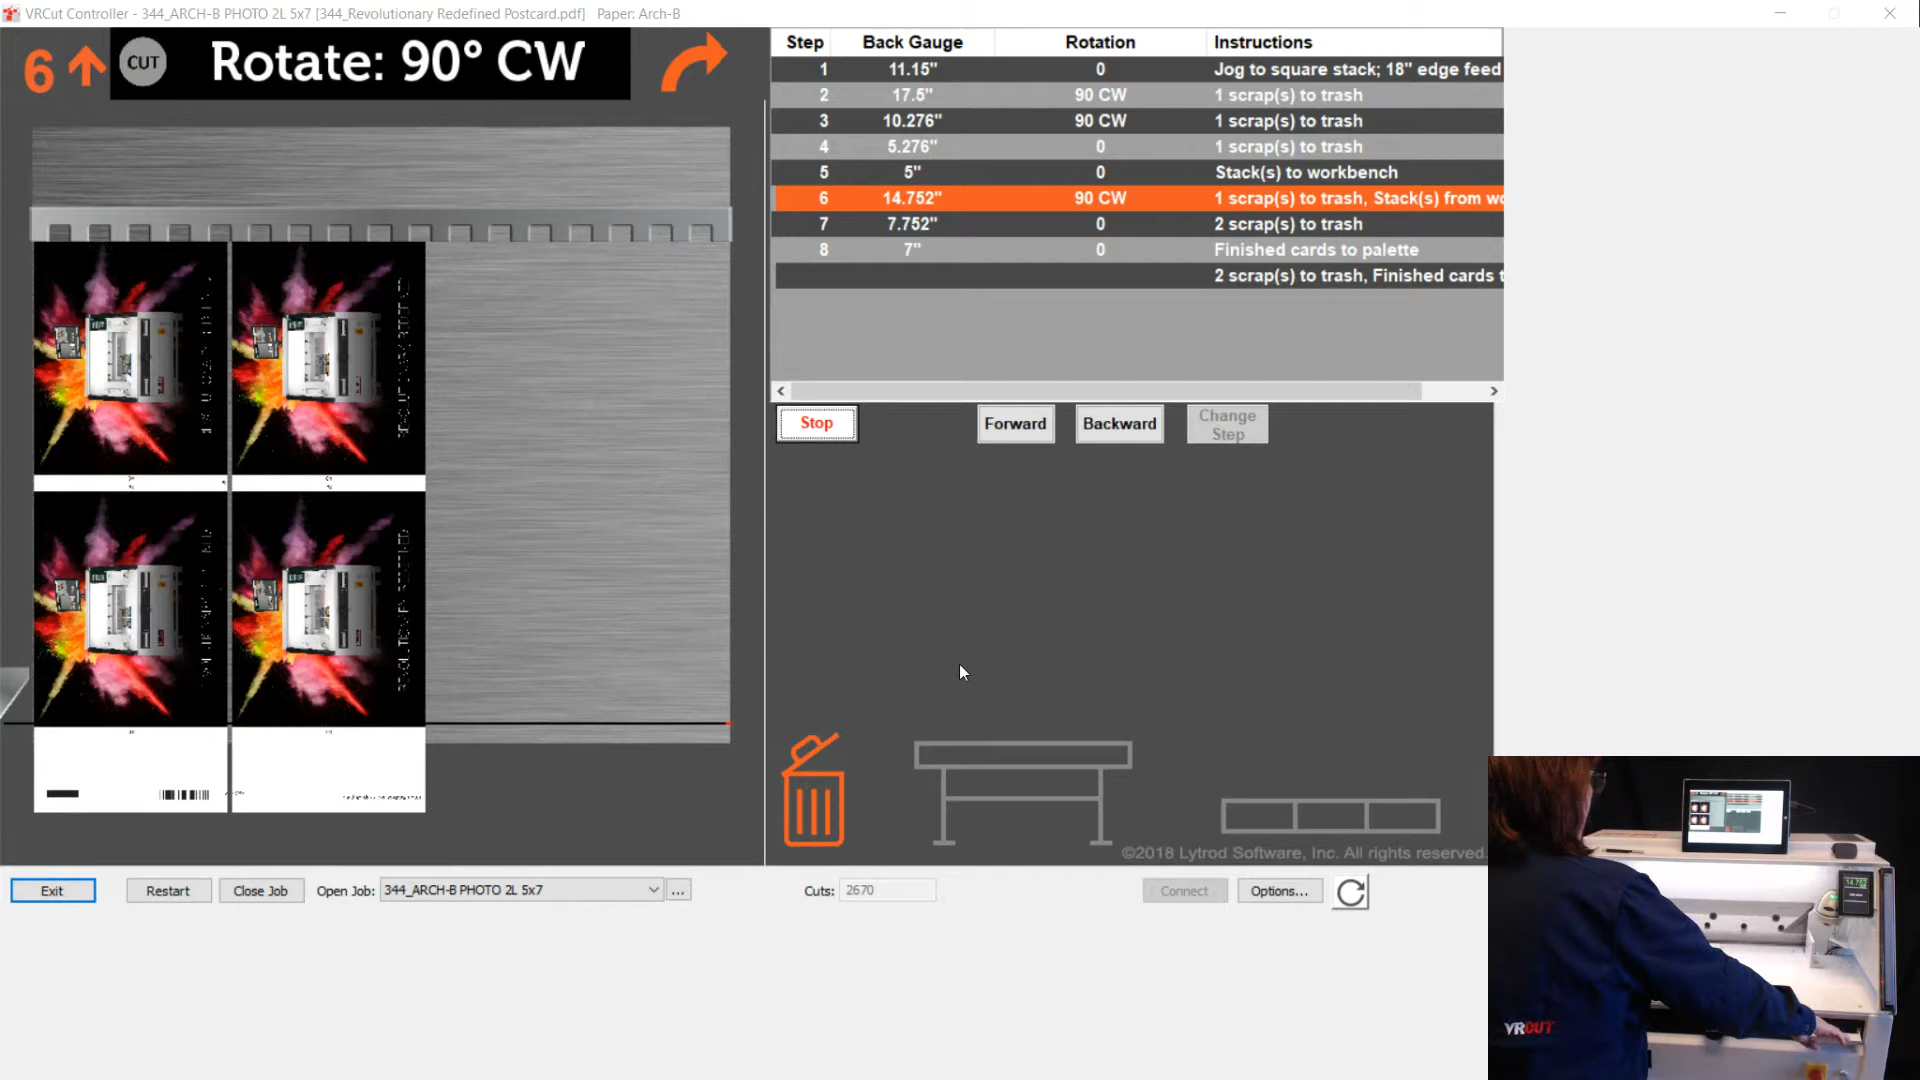 VRCut Controller - 344_ARCH-B PHOTO 2L 5x7 [344_Revolutionary Redefined Postcard.pdf] Paper: Arch-B
6 CUT Rotate: 90° CW
Step Back Gauge Rotation Instructions
1 11.15" 0 Jog to square stack; 18" edge feed
2 17.5" 90 CW 1 scrap(s) to trash
3 10.276" 90 CW 1 scrap(s) to trash
4 5.276" 0 1 scrap(s) to trash
5 5" 0 Stack(s) to workbench
6 14.752" 90 CW 1 scrap(s) to trash, Stack(s) from wo
7 7.752" 0 2 scrap(s) to trash
8 7" 0 Finished cards to palette
2 scrap(s) to trash, Finished cards t
Stop Forward Backward Change Step
©2018 Lytrod Software, Inc. All rights reserved.
Exit Restart Close Job Open Job: 344_ARCH-B PHOTO 2L 5x7 ... Cuts: 2670 Connect Options...
VRCUT